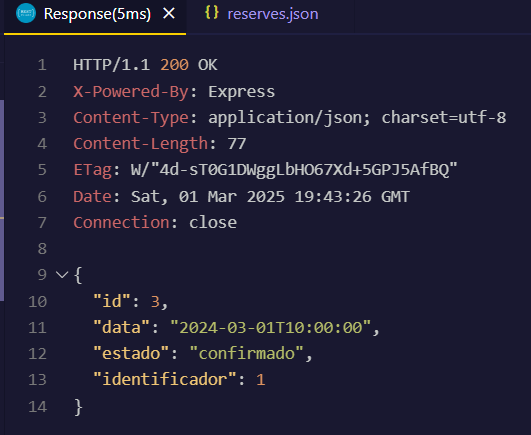 Response(5ms) ×
{} reserves.json
1 HTTP/1.1 200 OK
2 X-Powered-By: Express
3 Content-Type: application/json; charset=utf-8
4 Content-Length: 77
5 ETag: W/"4d-sT0G1DWggLbHO67Xd+5GPJ5AfBQ"
6 Date: Sat, 01 Mar 2025 19:43:26 GMT
7 Connection: close
8
9 {
10 "id": 3,
11 "data": "2024-03-01T10:00:00",
12 "estado": "confirmado",
13 "identificador": 1
14 }